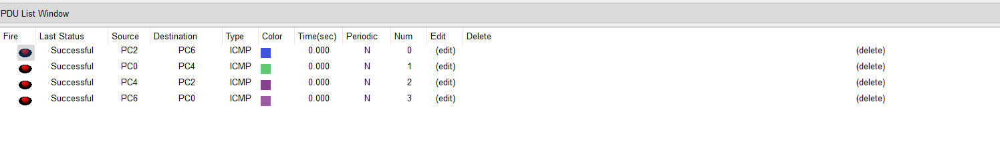 PDU List Window
Fire Last Status Source Destination Type Color Time(sec) Periodic Num Edit Delete
Successful PC2 PC6 ICMP 0.000 N 0 (edit) (delete)
Successful PC0 PC4 ICMP 0.000 N 1 (edit) (delete)
Successful PC4 PC2 ICMP 0.000 N 2 (edit) (delete)
Successful PC6 PC0 ICMP 0.000 N 3 (edit) (delete)